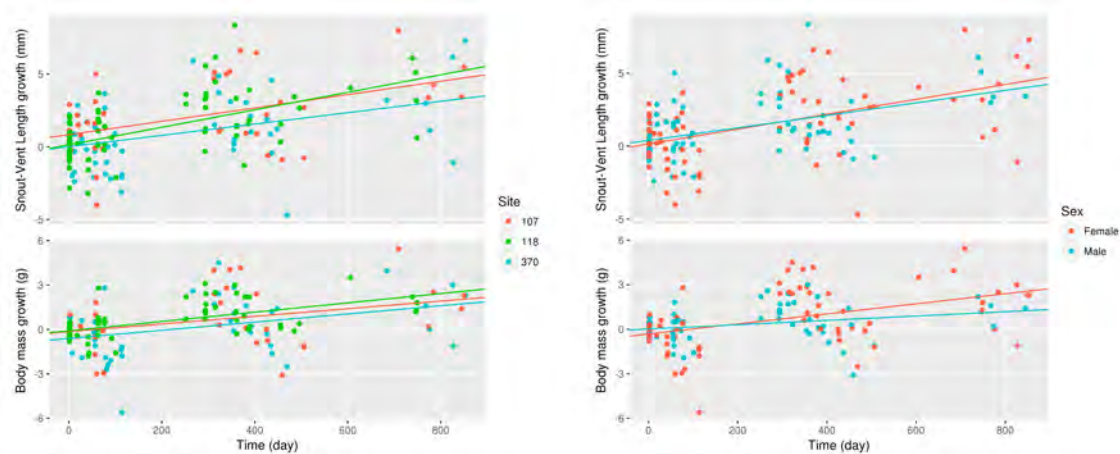 Snout-Vent Length growth (mm)
5
0
-5
Body mass growth (g)
6
3
0
-3
-6
0
200
400
600
800
Time (day)
Site
107
118
370
Snout-Vent Length growth (mm)
5
0
-5
Body mass growth (g)
6
3
0
-3
-6
0
200
400
600
800
Time (day)
Sex
Female
Male